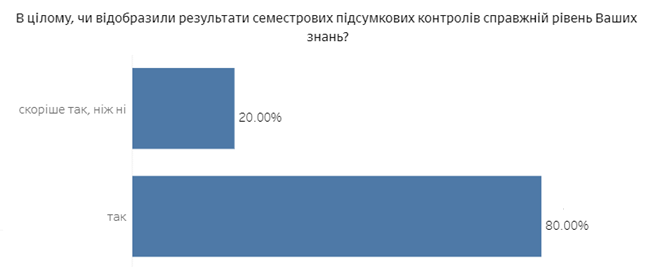 В цілому, чи відобразили результати семестрових підсумкових контролів справжній рівень Ваших
знань?
скоріше так, ніж ні
20.00%
так
80.00%